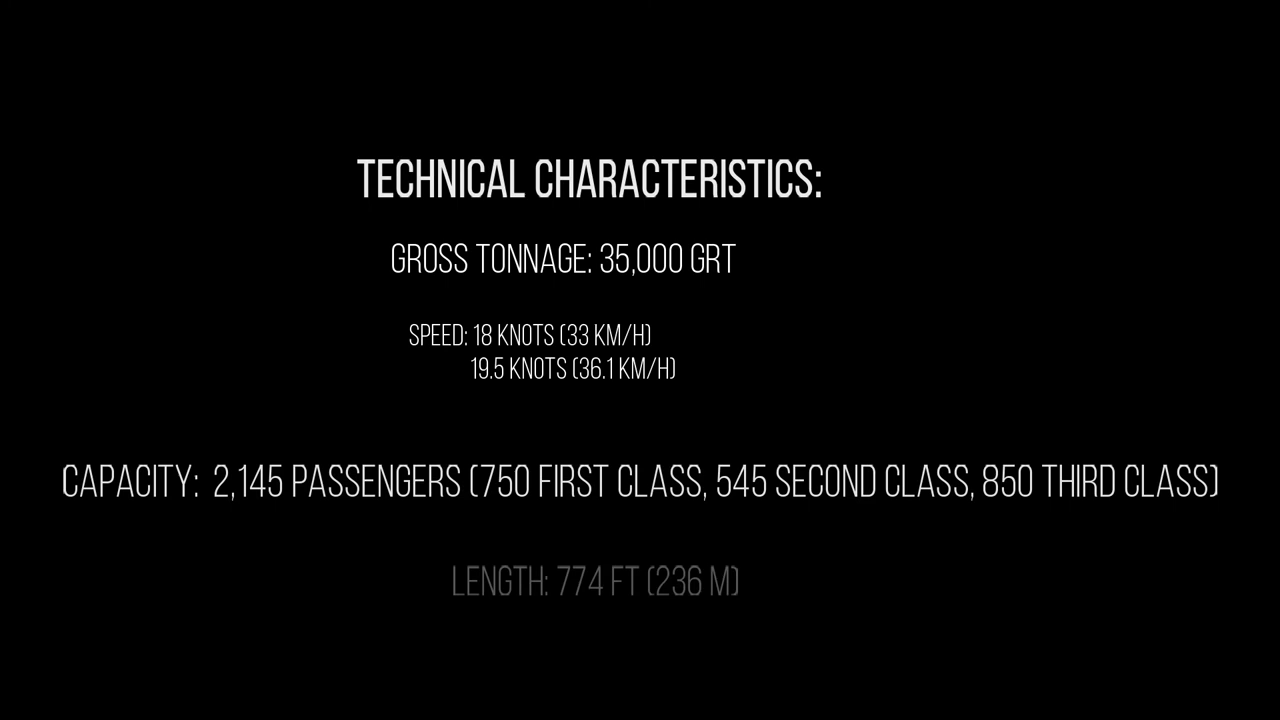 TECHNICAL CHARACTERISTICS:
GROSS TONNAGE: 35,000 GRT
SPEED: 18 KNOTS (33 KM/H)
19.5 KNOTS (36.1 KM/H)
CAPACITY: 2,145 PASSENGERS (750 FIRST CLASS, 545 SECOND CLASS, 850 THIRD CLASS)
LENGTH: 774 FT (236 M)